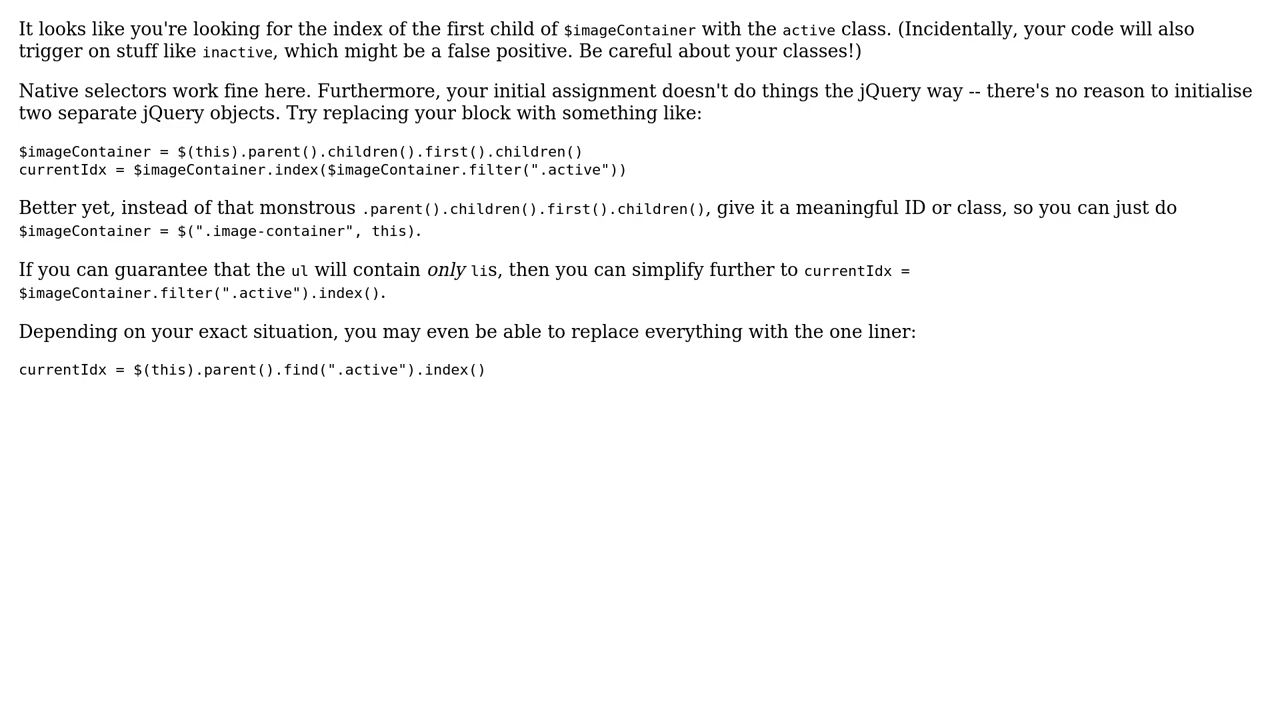 It looks like you're looking for the index of the first child of $imageContainer with the active class. (Incidentally, your code will also
trigger on stuff like inactive, which might be a false positive. Be careful about your classes!)
Native selectors work fine here. Furthermore, your initial assignment doesn't do things the jQuery way -- there's no reason to initialise
two separate jQuery objects. Try replacing your block with something like:
$imageContainer = $(this).parent().children().first().children()
currentIdx = $imageContainer.index($imageContainer.filter(".active"))
Better yet, instead of that monstrous .parent().children().first().children(), give it a meaningful ID or class, so you can just do
$imageContainer = $(".image-container", this).
If you can guarantee that the ul will contain only lis, then you can simplify further to currentIdx =
$imageContainer.filter(".active").index().
Depending on your exact situation, you may even be able to replace everything with the one liner:
currentIdx = $(this).parent().find(".active").index()